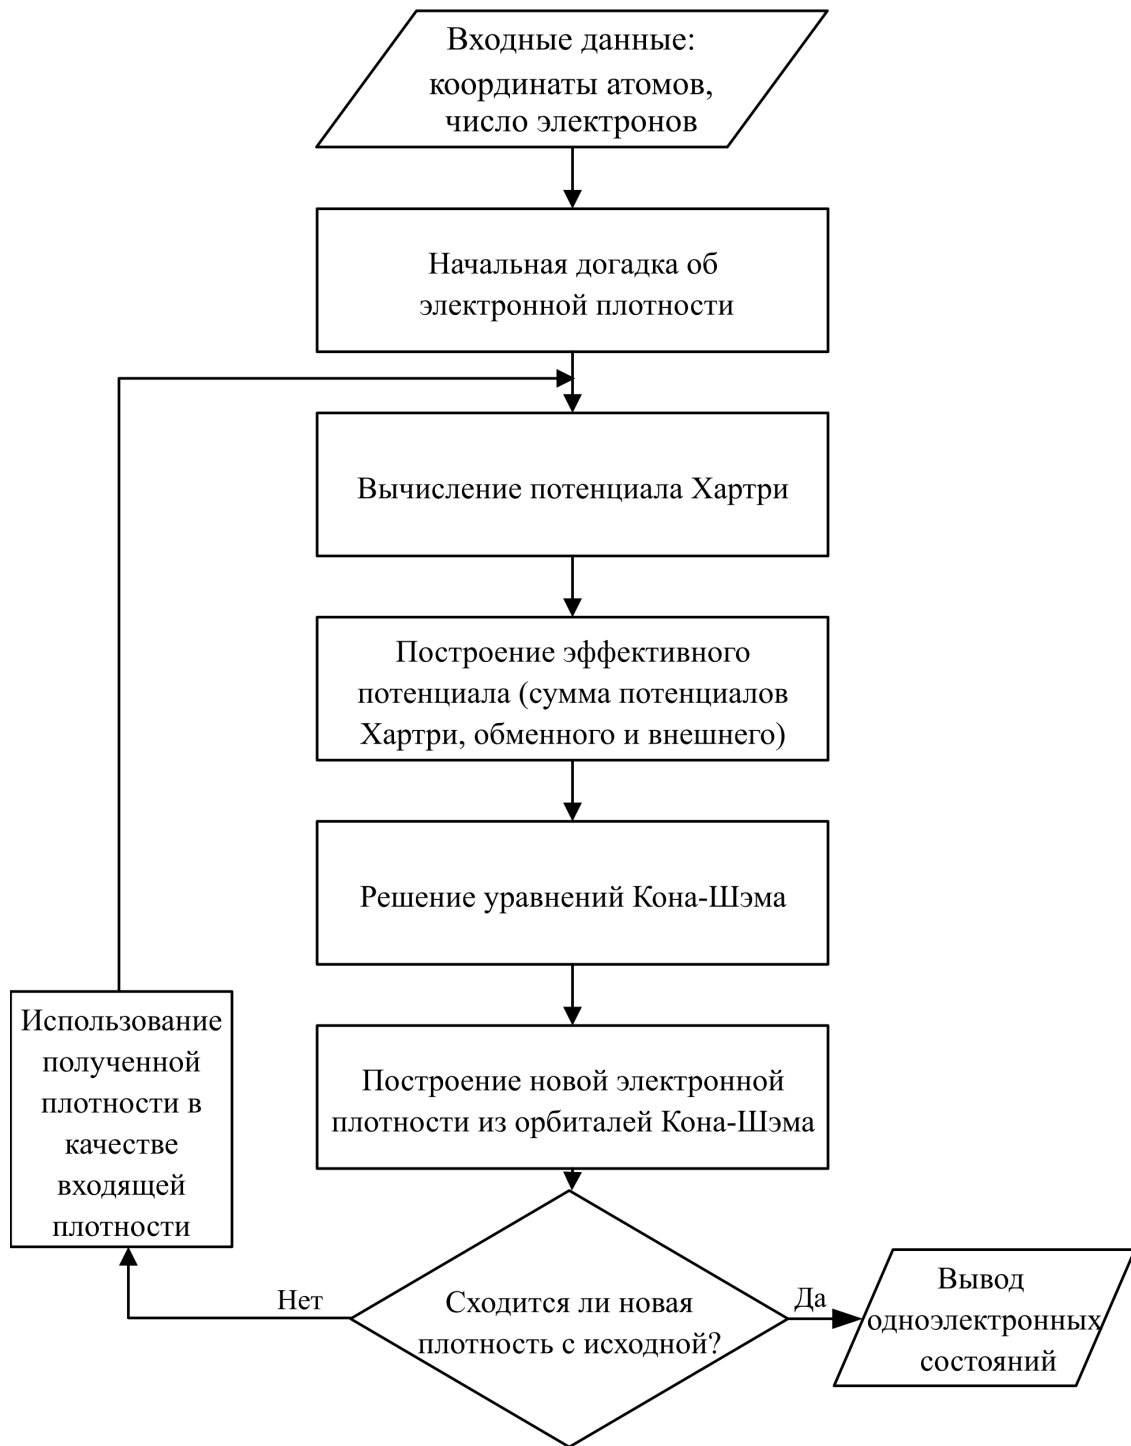 Входные данные:
координаты атомов,
число электронов
Начальная догадка об
электронной плотности
Вычисление потенциала Хартри
Построение эффективного
потенциала (сумма потенциалов
Хартри, обменного и внешнего)
Решение уравнений Кона-Шэма
Построение новой электронной
плотности из орбиталей Кона-Шэма
Использование
полученной
плотности в
качестве
входящей
плотности
Нет
Сходится ли новая
плотность с исходной?
Да
Вывод
одноэлектронных
состояний